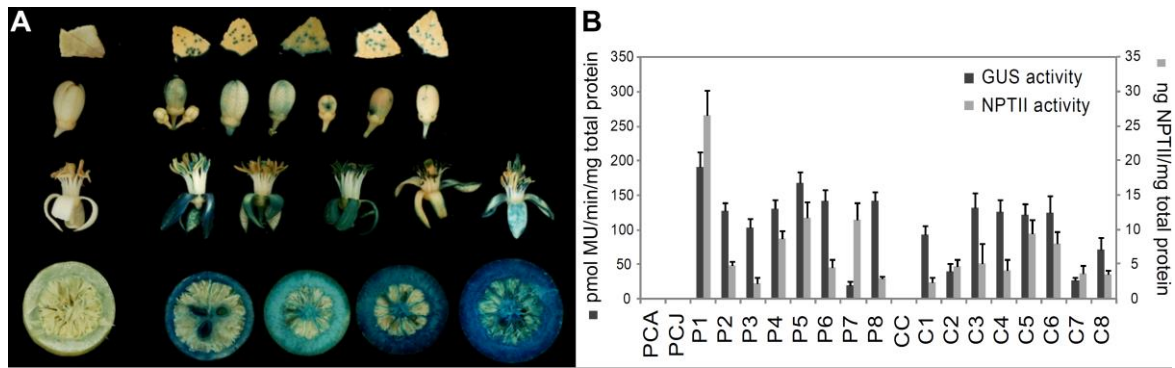 A
B
350
300
250
200
150
100
50
0
■ pmol MU/min/mg total protein
GUS activity
NPTII activity
35
30
25
20
15
10
5
0
■ ng NPTII/mg total protein
PCA PCJ P1 P2 P3 P4 P5 P6 P7 P8 CC C1 C2 C3 C4 C5 C6 C7 C8